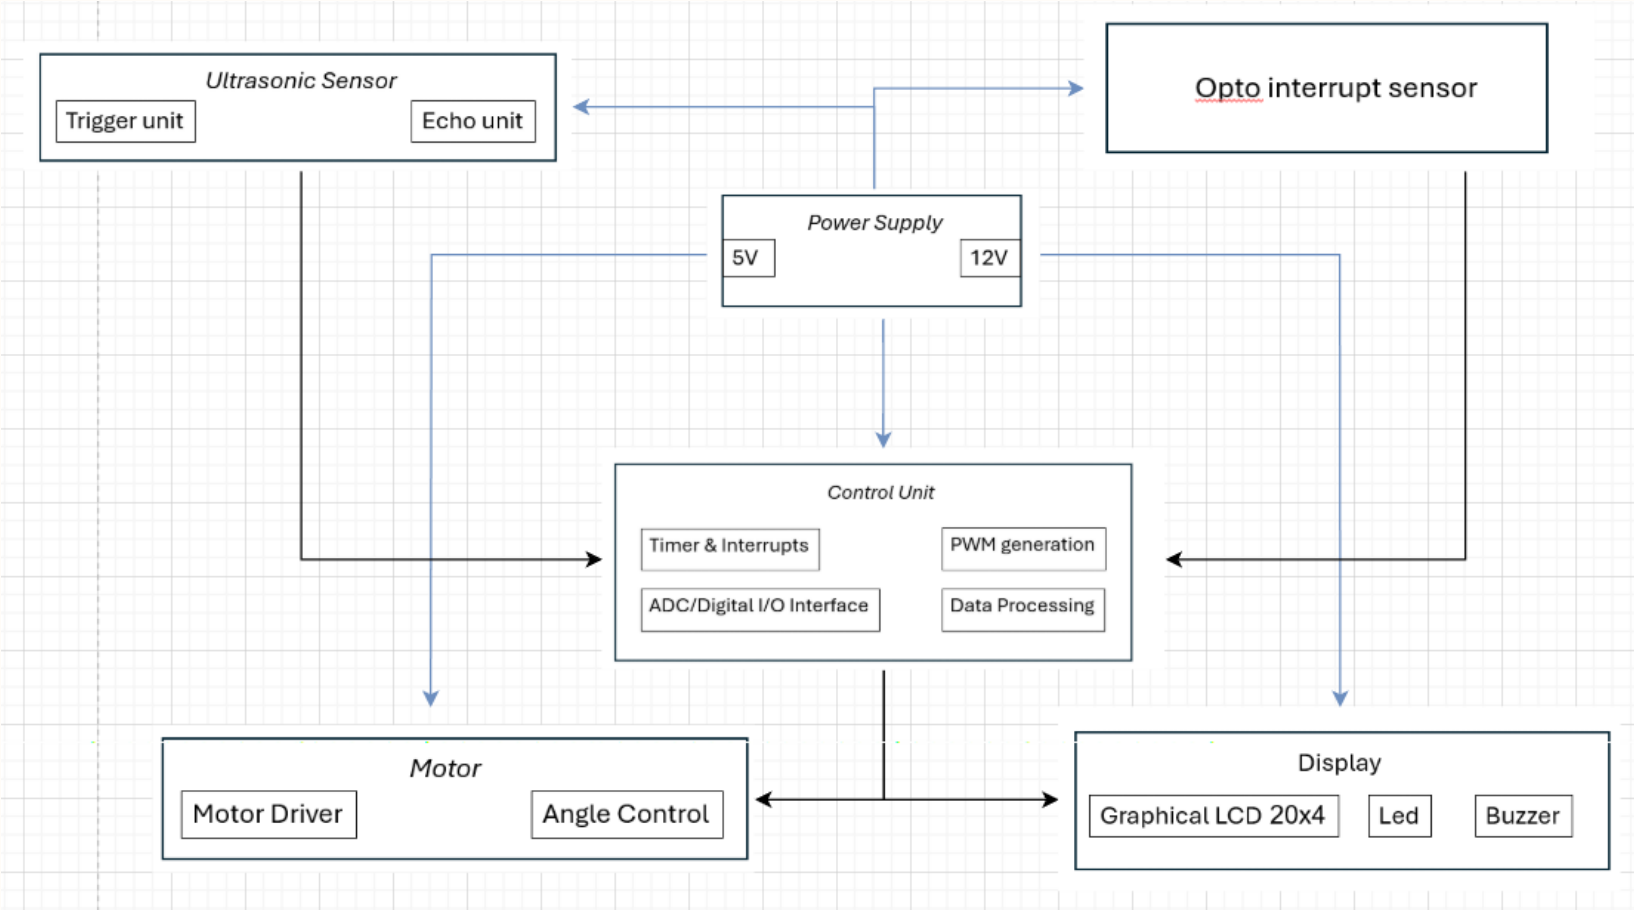 Ultrasonic Sensor
Trigger unit
Echo unit
Opto interrupt sensor
Power Supply
5V
12V
Control Unit
Timer & Interrupts
PWM generation
ADC/Digital I/O Interface
Data Processing
Motor
Motor Driver
Angle Control
Display
Graphical LCD 20x4
Led
Buzzer